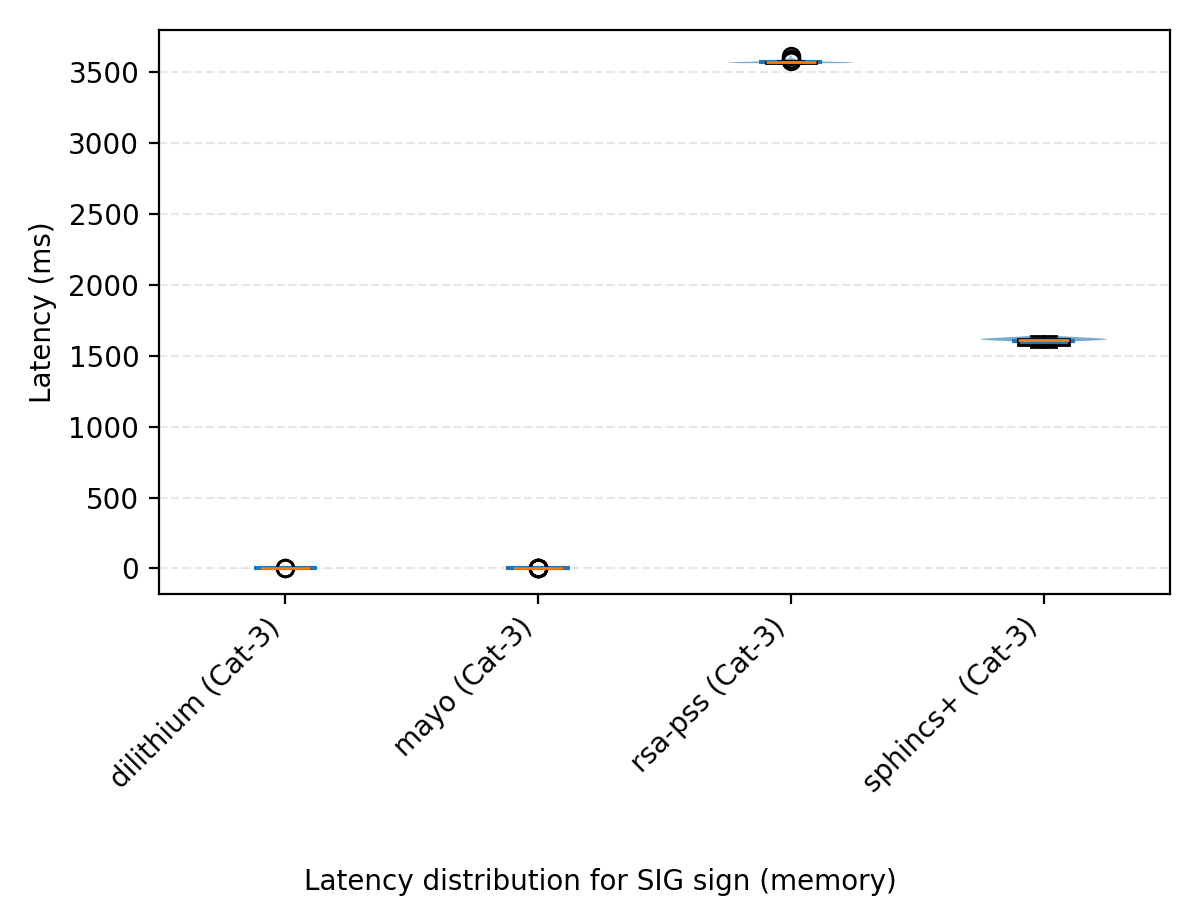 Latency (ms)
3500
3000
2500
2000
1500
1000
500
0
dilithium (Cat-3)
mayo (Cat-3)
rsa-pss (Cat-3)
sphincs+ (Cat-3)
Latency distribution for SIG sign (memory)